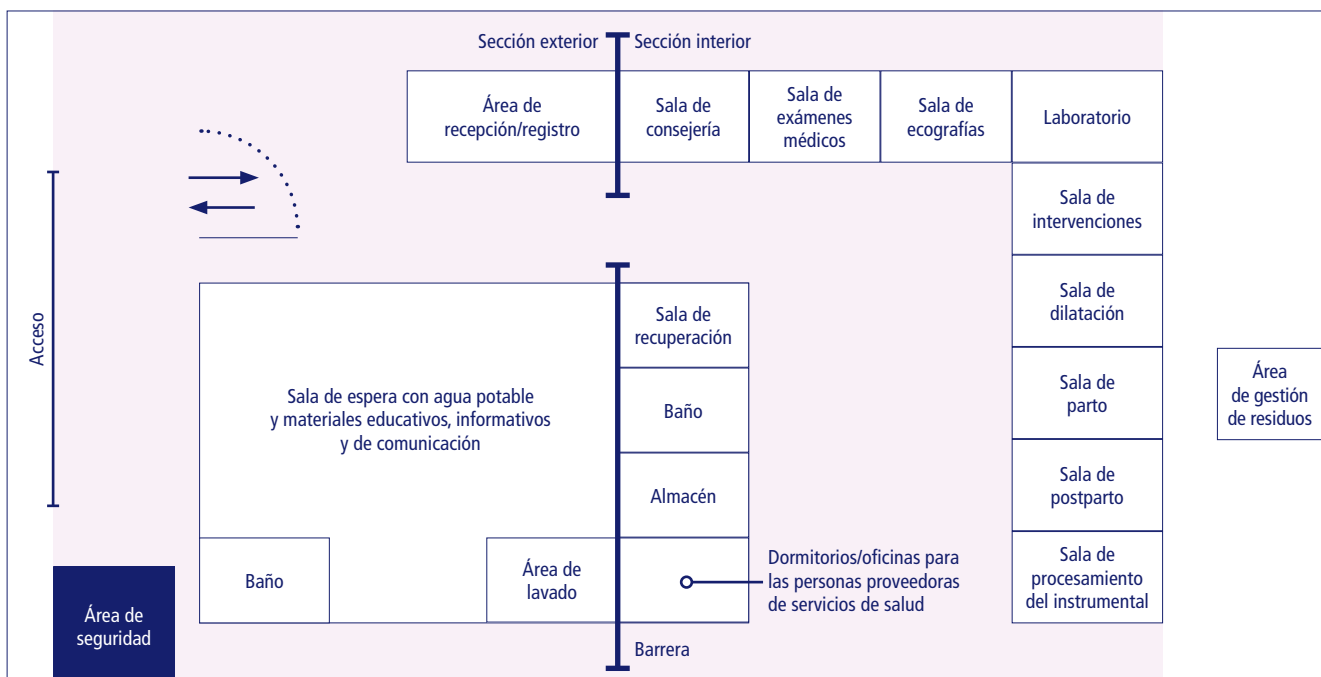 Sección exterior
Sección interior
Área de
recepción/registro
Sala de
consejería
Sala de
exámenes
médicos
Sala de
ecografías
Laboratorio
Sala de
intervenciones
Sala de
dilatación
Sala de
parto
Sala de
postparto
Sala de
procesamiento
del instrumental
Área
de gestión
de residuos
Acceso
Sala de espera con agua potable
y materiales educativos, informativos
y de comunicación
Sala de
recuperación
Baño
Almacén
Dormitorios/oficinas para
las personas proveedoras
de servicios de salud
Baño
Área de
lavado
Área de
seguridad
Barrera